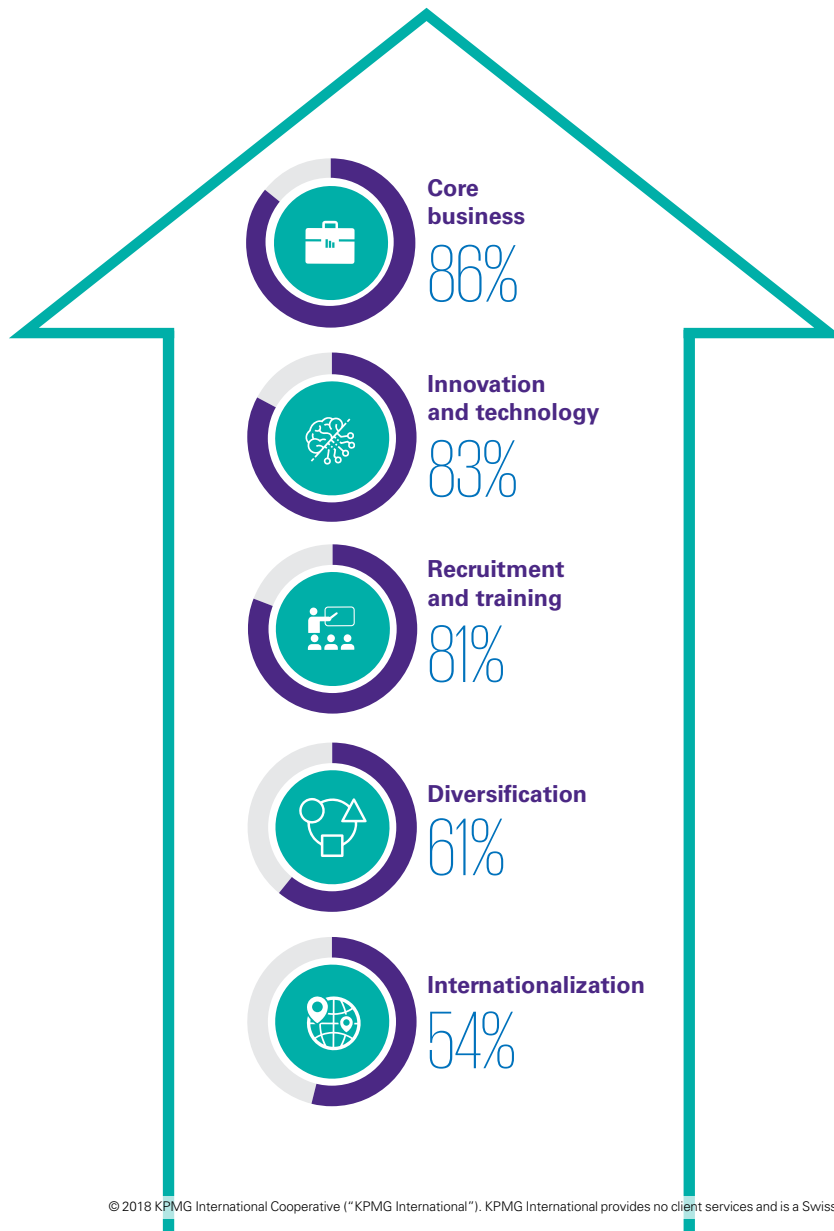 Core
business
86%
Innovation
and technology
83%
Recruitment
and training
81%
Diversification
61%
Internationalization
54%
© 2018 KPMG International Cooperative (“KPMG International”). KPMG International provides no client services and is a Swiss